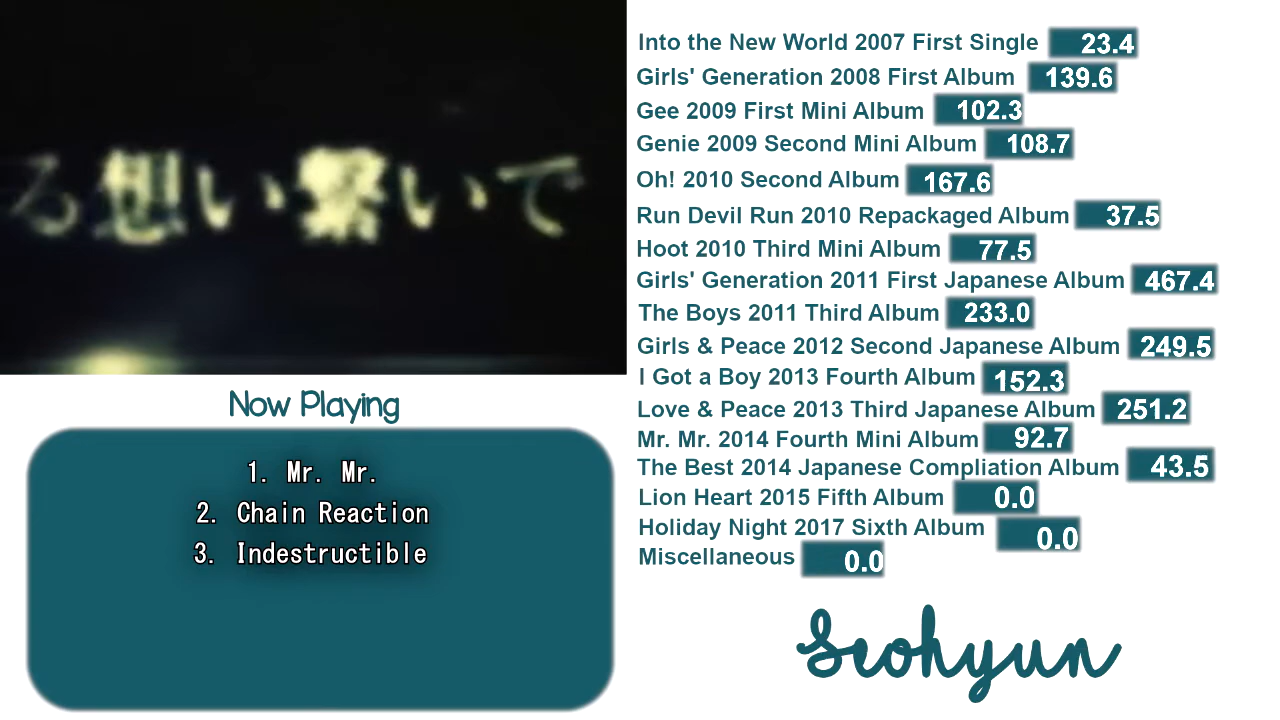 る想い繋いで
Now Playing
1. Mr. Mr.
2. Chain Reaction
3. Indestructible
Into the New World 2007 First Single 23.4
Girls' Generation 2008 First Album 139.6
Gee 2009 First Mini Album 102.3
Genie 2009 Second Mini Album 108.7
Oh! 2010 Second Album 167.6
Run Devil Run 2010 Repackaged Album 37.5
Hoot 2010 Third Mini Album 77.5
Girls' Generation 2011 First Japanese Album 467.4
The Boys 2011 Third Album 233.0
Girls & Peace 2012 Second Japanese Album 249.5
I Got a Boy 2013 Fourth Album 152.3
Love & Peace 2013 Third Japanese Album 251.2
Mr. Mr. 2014 Fourth Mini Album 92.7
The Best 2014 Japanese Compliation Album 43.5
Lion Heart 2015 Fifth Album 0.0
Holiday Night 2017 Sixth Album 0.0
Miscellaneous 0.0
Seohyun